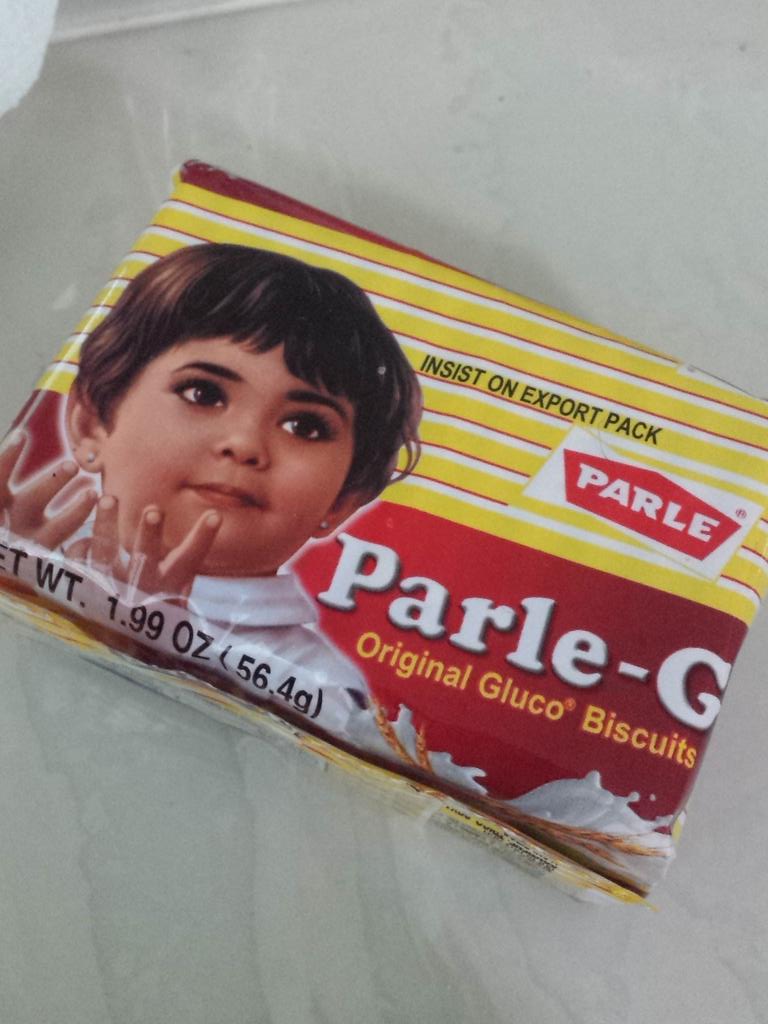 INSIST ON EXPORT PACK
PARLE®
Parle-G
Original Gluco® Biscuits
ET WT. 1.99 OZ (56.4g)